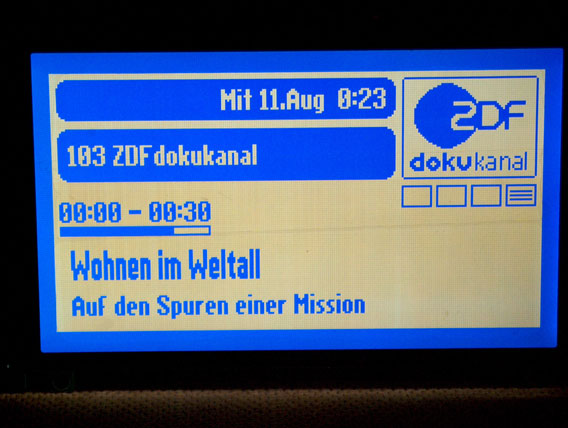 Mit 11.Aug 0:23
ZDF
dokukanal
103 ZDFdokukanal
00:00 - 00:30
Wohnen im Weltall
Auf den Spuren einer Mission